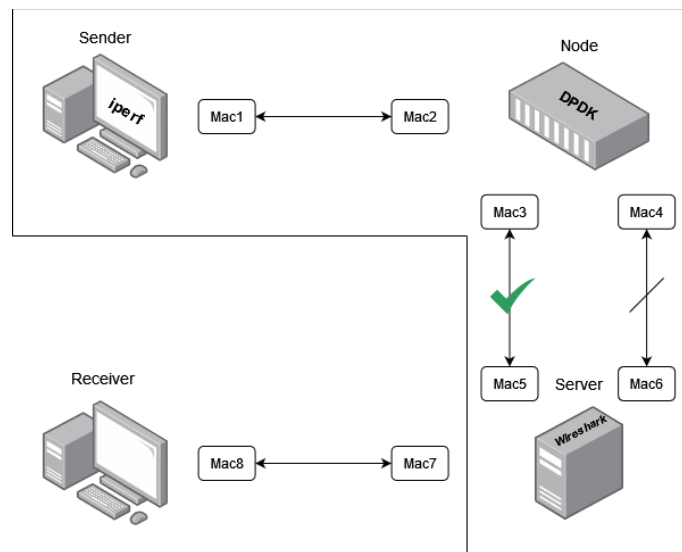 Sender
Node
iperf
DPDK
Mac1
Mac2
Mac3
Mac4
Receiver
Mac5
Server
Mac6
Wireshark
Mac8
Mac7